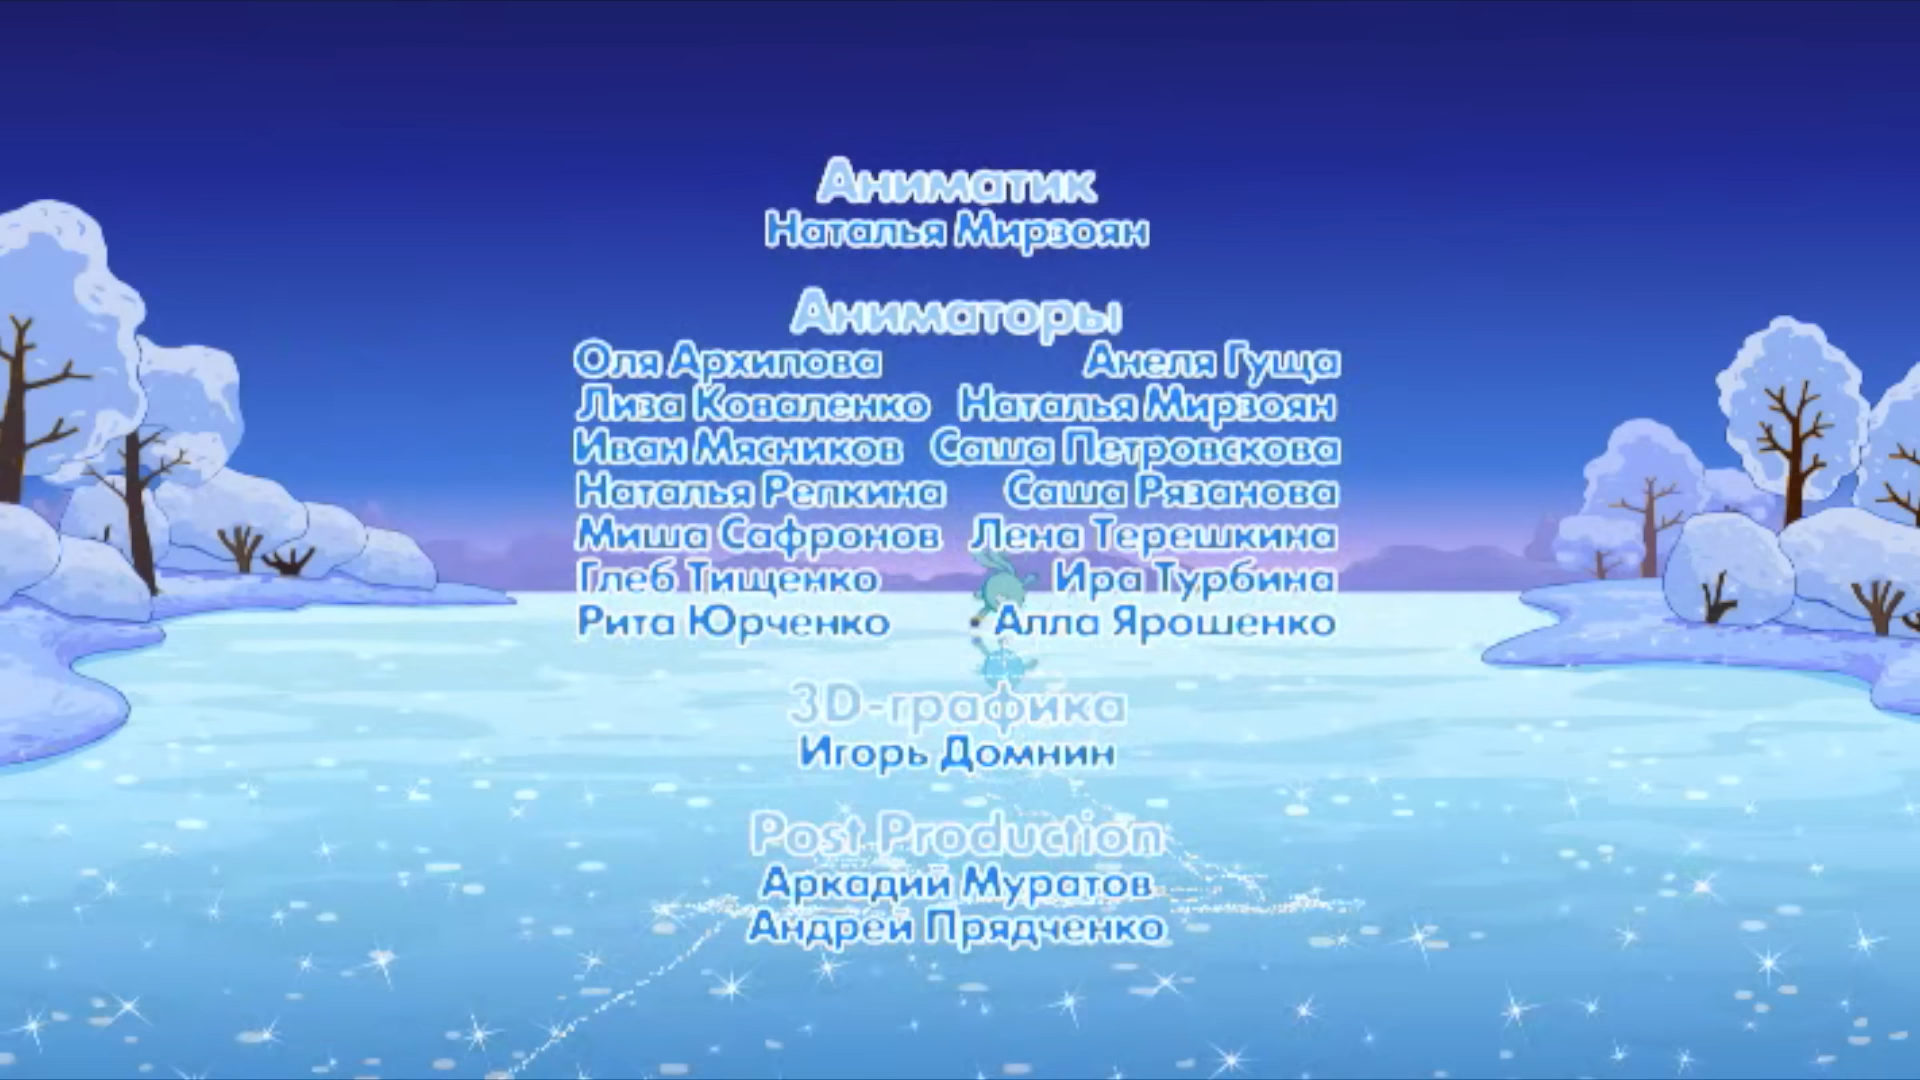 Аниматик
Наталья Мирзоян
Аниматоры
Оля Архипова Анеля Гуща
Лиза Коваленко Наталья Мирзоян
Иван Мясников Саша Петровскова
Наталья Репкина Саша Рязанова
Миша Сафронов Лена Терешкина
Глеб Тищенко Ира Турбина
Рита Юрченко Алла Ярошенко
3D-графика
Игорь Домнин
Post Production
Аркадий Муратов
Андрей Прядченко